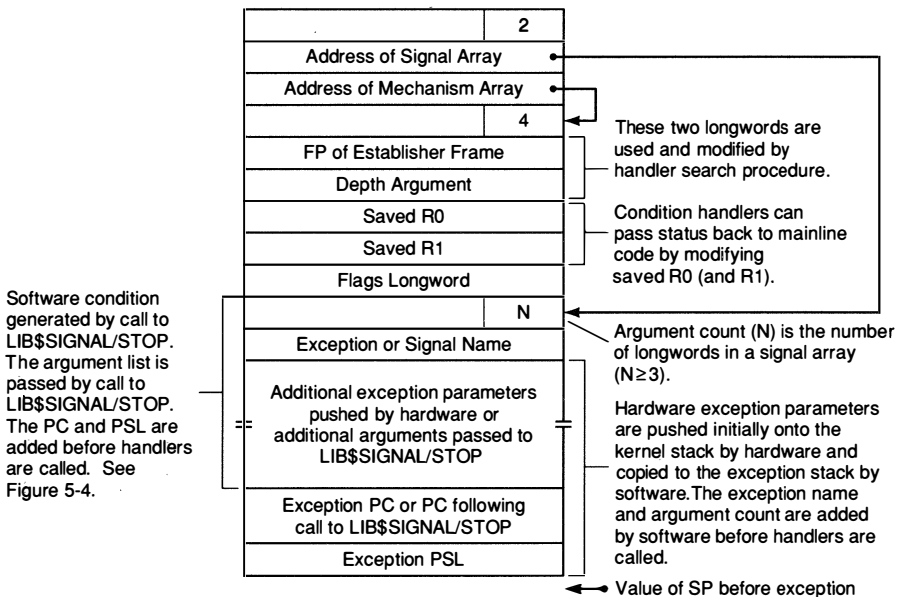 2
Address of Signal Array
Address of Mechanism Array
4
FP of Establisher Frame
Depth Argument
Saved R0
Saved R1
Flags Longword
N
Exception or Signal Name
Additional exception parameters
pushed by hardware or
additional arguments passed to
LIB$SIGNAL/STOP
Exception PC or PC following
call to LIB$SIGNAL/STOP
Exception PSL
Software condition
generated by call to
LIB$SIGNAL/STOP.
The argument list is
passed by call to
LIB$SIGNAL/STOP.
The PC and PSL are
added before handlers
are called. See
Figure 5-4.
These two longwords are
used and modified by
handler search procedure.
Condition handlers can
pass status back to mainline
code by modifying
saved R0 (and R1).
Argument count (N) is the number
of longwords in a signal array
(N≥3).
Hardware exception parameters
are pushed initially onto the
kernel stack by hardware and
copied to the exception stack by
software.The exception name
and argument count are added
by software before handlers are
called.
Value of SP before exception